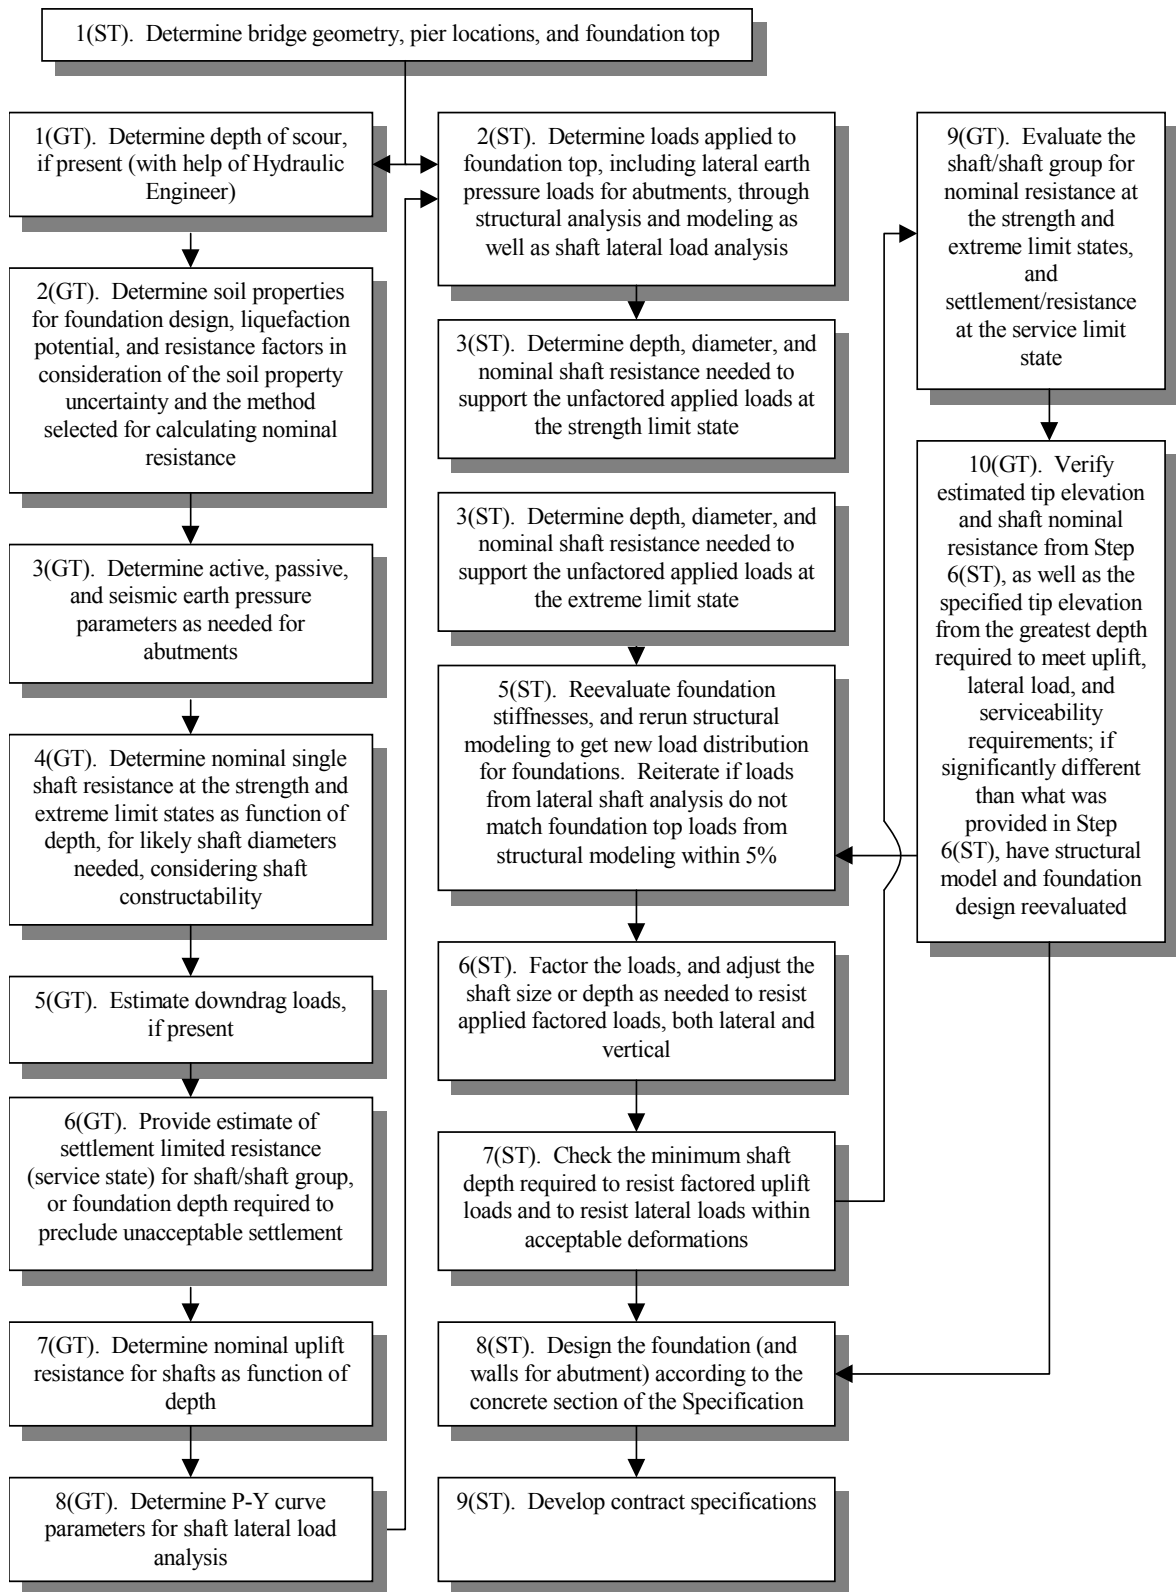 1(ST).  Determine bridge geometry, pier locations, and foundation top
1(GT).  Determine depth of scour,
if present (with help of Hydraulic
Engineer)
2(GT).  Determine soil properties
for foundation design, liquefaction
potential, and resistance factors in
consideration of the soil property
uncertainty and the method
selected for calculating nominal
resistance
3(GT).  Determine active, passive,
and seismic earth pressure
parameters as needed for
abutments
4(GT).  Determine nominal single
shaft resistance at the strength and
extreme limit states as function of
depth, for likely shaft diameters
needed, considering shaft
constructability
5(GT).  Estimate downdrag loads,
if present
6(GT).  Provide estimate of
settlement limited resistance
(service state) for shaft/shaft group,
or foundation depth required to
preclude unacceptable settlement
7(GT).  Determine nominal uplift
resistance for shafts as function of
depth
8(GT).  Determine P-Y curve
parameters for shaft lateral load
analysis
2(ST).  Determine loads applied to
foundation top, including lateral earth
pressure loads for abutments, through
structural analysis and modeling as
well as shaft lateral load analysis
3(ST).  Determine depth, diameter, and
nominal shaft resistance needed to
support the unfactored applied loads at
the strength limit state
3(ST).  Determine depth, diameter, and
nominal shaft resistance needed to
support the unfactored applied loads at
the extreme limit state
5(ST).  Reevaluate foundation
stiffnesses, and rerun structural
modeling to get new load distribution
for foundations.  Reiterate if loads
from lateral shaft analysis do not
match foundation top loads from
structural modeling within 5%
6(ST).  Factor the loads, and adjust the
shaft size or depth as needed to resist
applied factored loads, both lateral and
vertical
7(ST).  Check the minimum shaft
depth required to resist factored uplift
loads and to resist lateral loads within
acceptable deformations
8(ST).  Design the foundation (and
walls for abutment) according to the
concrete section of the Specification
9(ST).  Develop contract specifications
9(GT).  Evaluate the
shaft/shaft group for
nominal resistance at
the strength and
extreme limit states,
and
settlement/resistance
at the service limit
state
10(GT).  Verify
estimated tip elevation
and shaft nominal
resistance from Step
6(ST), as well as the
specified tip elevation
from the greatest depth
required to meet uplift,
lateral load, and
serviceability
requirements; if
significantly different
than what was
provided in Step
6(ST), have structural
model and foundation
design reevaluated